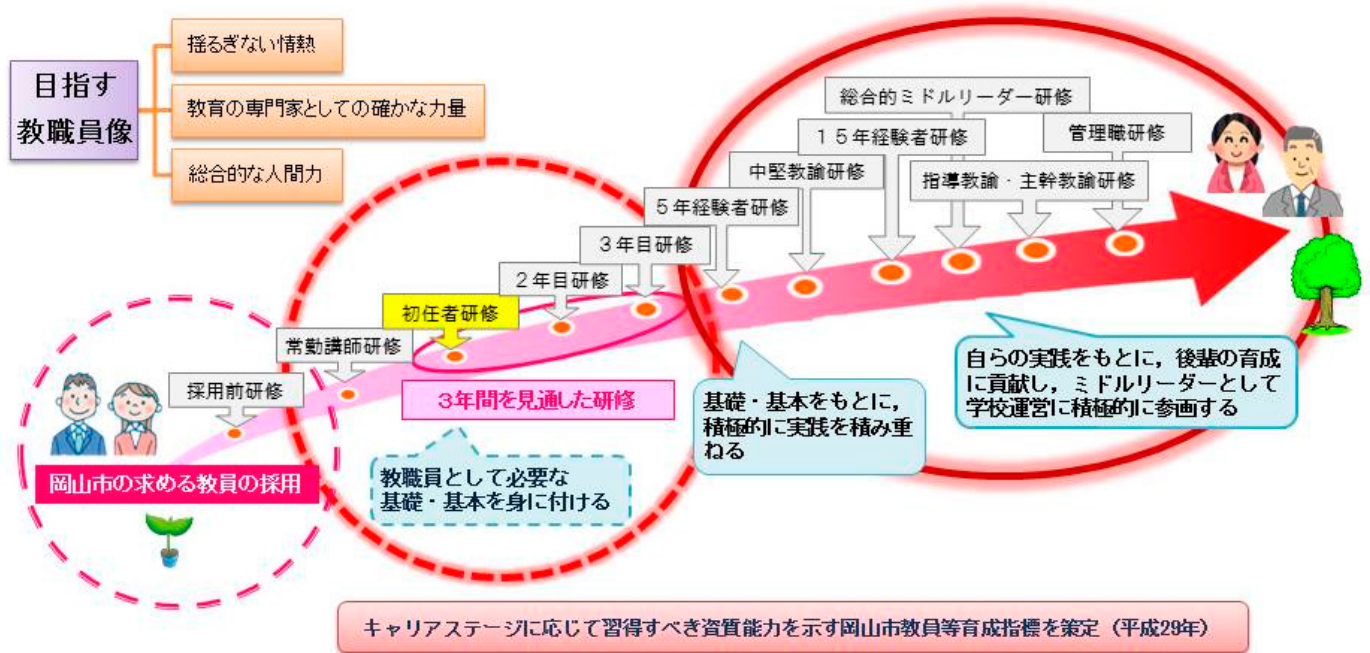 目指す
教職員像
揺るぎない情熱
教育の専門家としての確かな力量
総合的な人間力
総合的ミドルリーダー研修
１５年経験者研修
管理職研修
中堅教諭研修
指導教諭・主幹教諭研修
５年経験者研修
３年目研修
２年目研修
初任者研修
常勤講師研修
採用前研修
3年間を見通した研修
岡山市の求める教員の採用
教職員として必要な
基礎・基本を身に付ける
基礎・基本をもとに，
積極的に実践を積み重
ねる
自らの実践をもとに，後輩の育成
に貢献し，ミドルリーダーとして
学校運営に積極的に参画する
キャリアステージに応じて習得すべき資質能力を示す岡山市教員等育成指標を策定（平成29年）